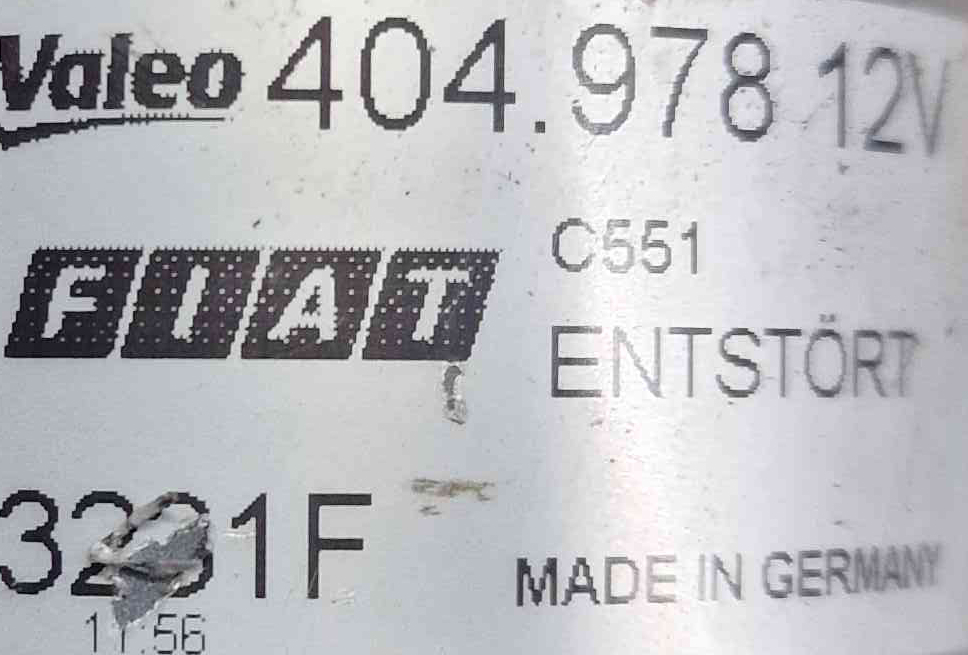 Valeo 404.978 12V
FIAT
C551
ENTSTÖRT
MADE IN GERMANY